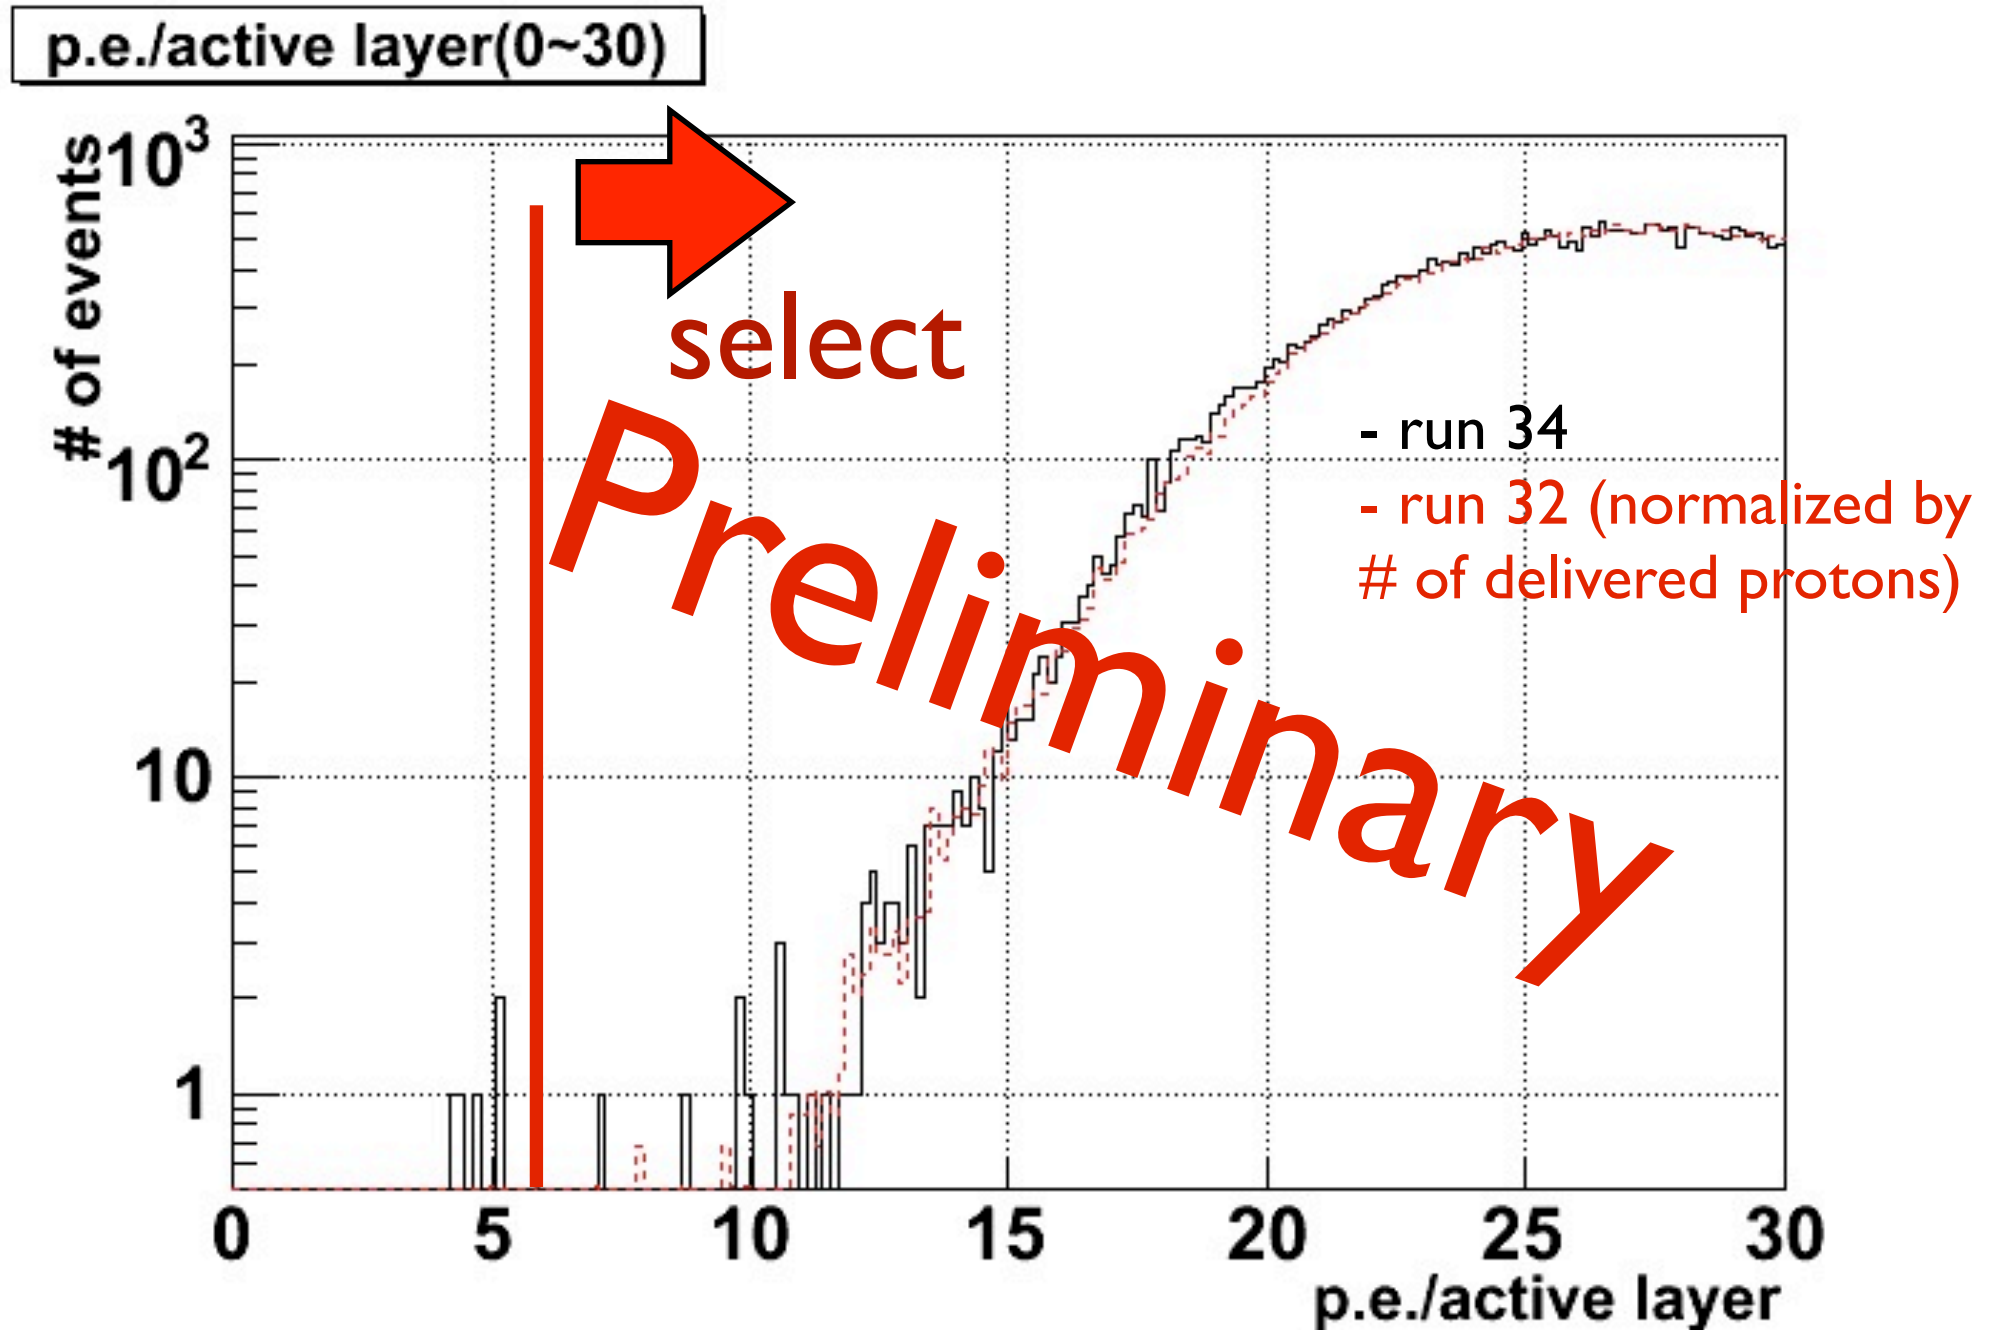 p.e./active layer(0~30)
# of events
10³
10²
10
1
select
Preliminary
- run 34
- run 32 (normalized by
# of delivered protons)
0 5 10 15 20 25 30
p.e./active layer